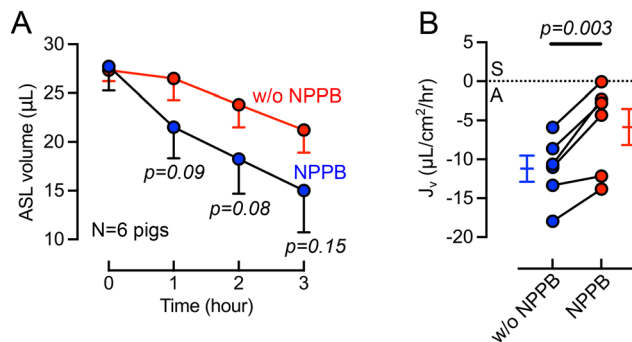 A
ASL volume (µL)
30
25
20
15
10
w/o NPPB
NPPB
p=0.09
p=0.08
p=0.15
N=6 pigs
0
1
2
3
Time (hour)
B
p=0.003
Jv (µL/cm²/hr)
5
0
-5
-10
-15
-20
S
A
w/o NPPB
NPPB